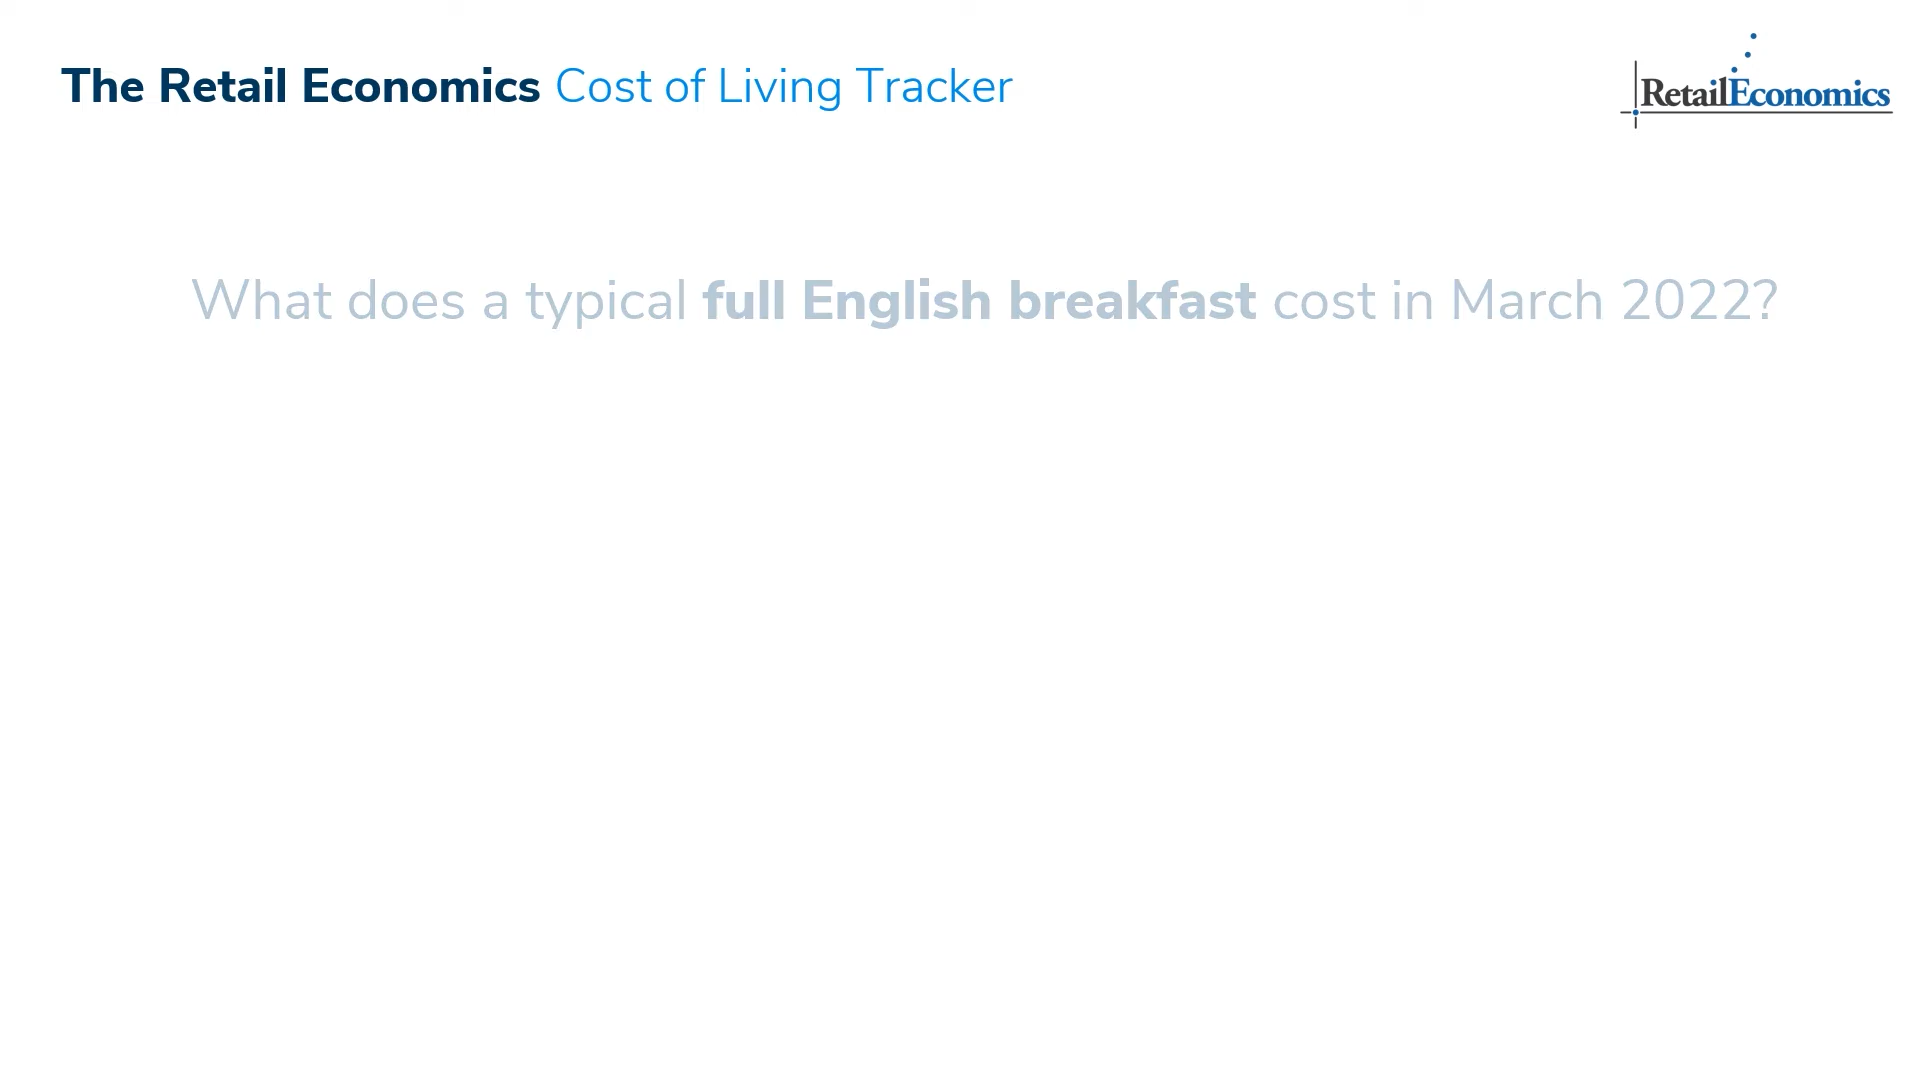 The Retail Economics Cost of Living Tracker
RetailEconomics
What does a typical full English breakfast cost in March 2022?